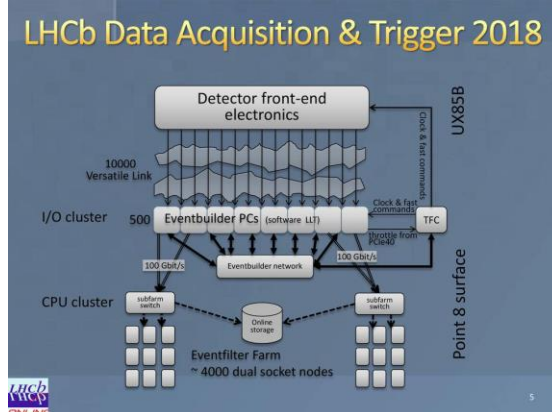 LHCb Data Acquisition & Trigger 2018
Detector front-end
electronics
UX85B
Clock & fast
commands
10000
Versatile Link
I/O cluster
500
Eventbuilder PCs (software LLT)
Clock & fast
commands
TFC
throttle from
PCIe40
100 Gbit/s
Eventbuilder network
100 Gbit/s
Point 8 surface
CPU cluster
subfarm
switch
Online
storage
subfarm
switch
Eventfilter Farm
~ 4000 dual socket nodes
LHCb
ONLINE
5